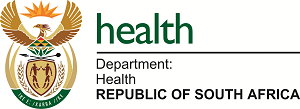 health
Department:
Health
REPUBLIC OF SOUTH AFRICA